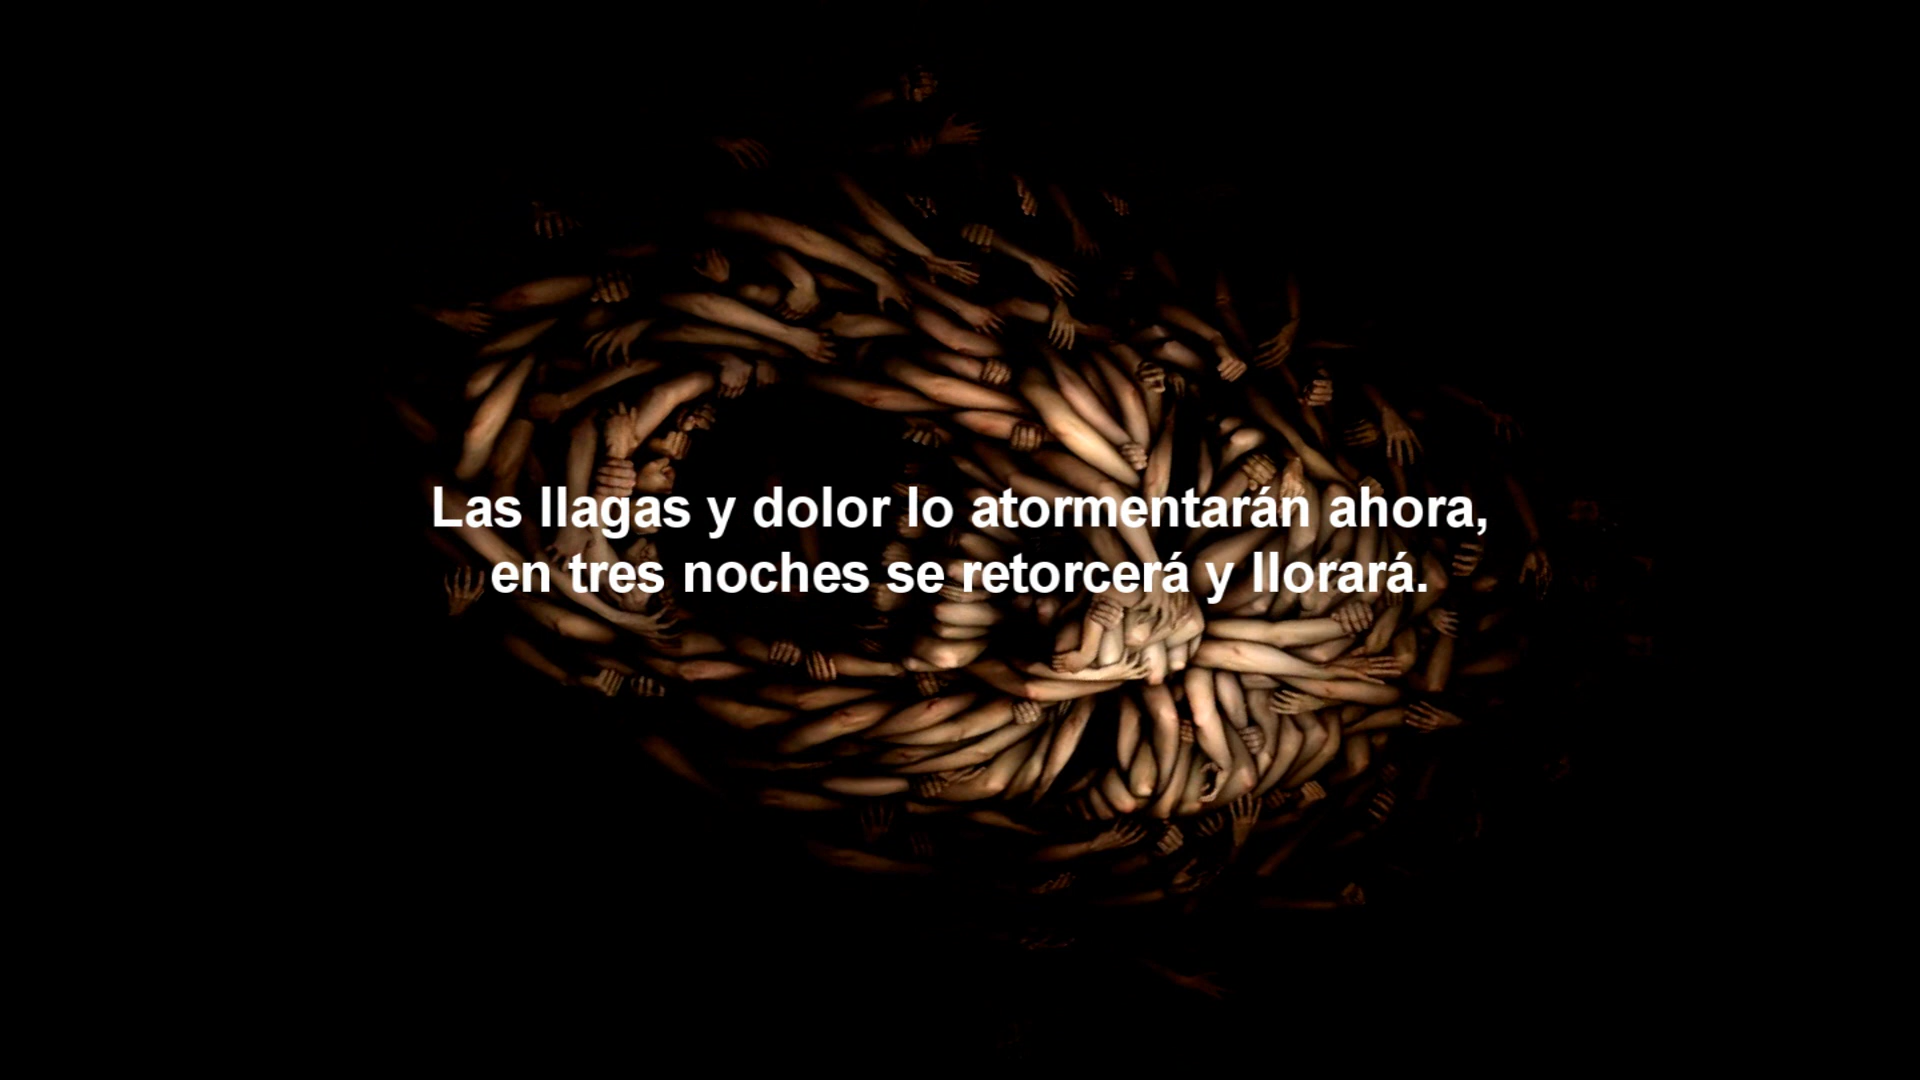 Las llagas y dolor lo atormentarán ahora,
en tres noches se retorcerá y llorará.